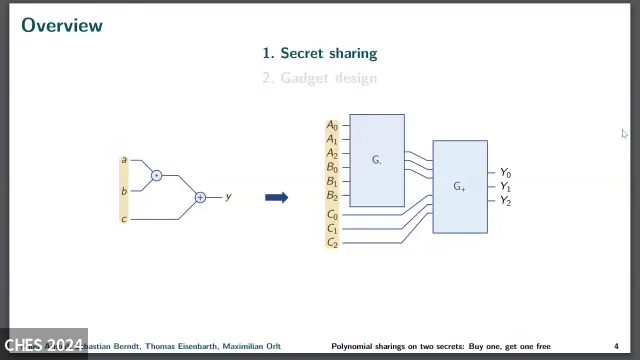 Overview
1. Secret sharing
2. Gadget design
a
b
c
·
+
y
A0
A1
A2
B0
B1
B2
C0
C1
C2
G·
G+
Y0
Y1
Y2
CHES 2024
Sebastian Berndt, Thomas Eisenbarth, Maximilian Orlt
Polynomial sharings on two secrets: Buy one, get one free
4